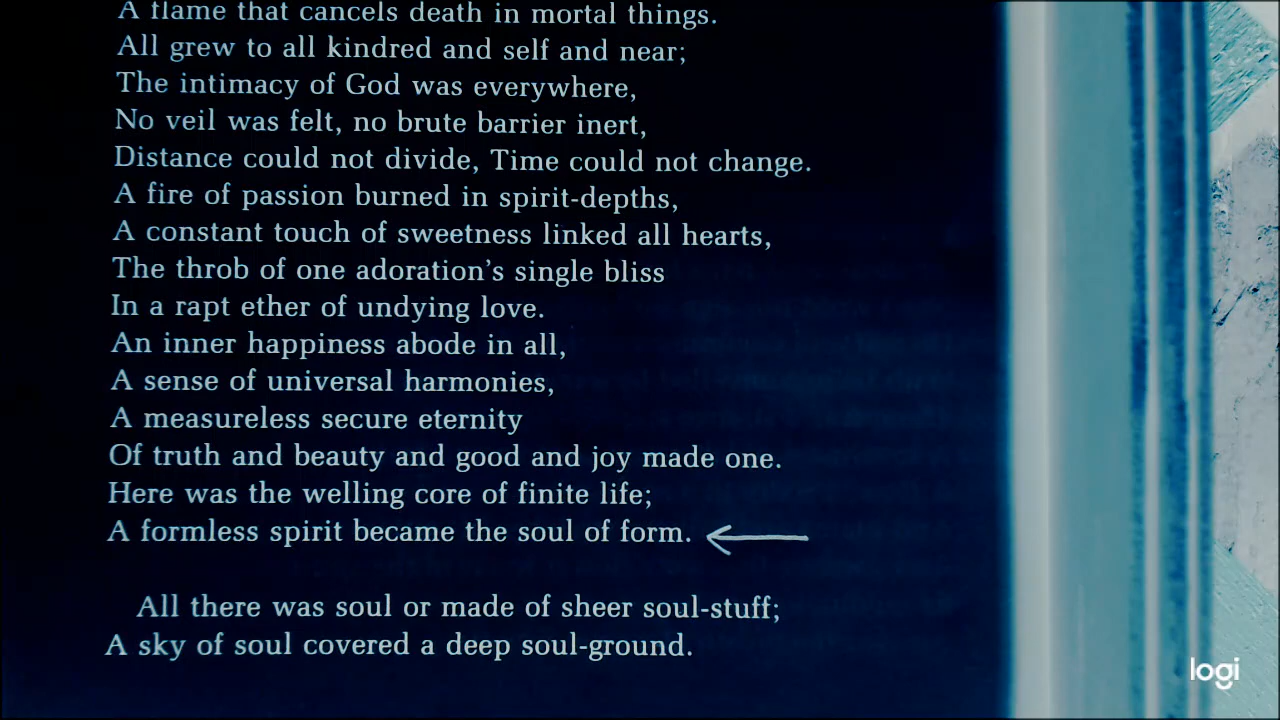 A flame that cancels death in mortal things.
All grew to all kindred and self and near;
The intimacy of God was everywhere,
No veil was felt, no brute barrier inert,
Distance could not divide, Time could not change.
A fire of passion burned in spirit-depths,
A constant touch of sweetness linked all hearts,
The throb of one adoration's single bliss
In a rapt ether of undying love.
An inner happiness abode in all,
A sense of universal harmonies,
A measureless secure eternity
Of truth and beauty and good and joy made one.
Here was the welling core of finite life;
A formless spirit became the soul of form.
All there was soul or made of sheer soul-stuff;
A sky of soul covered a deep soul-ground.
logi